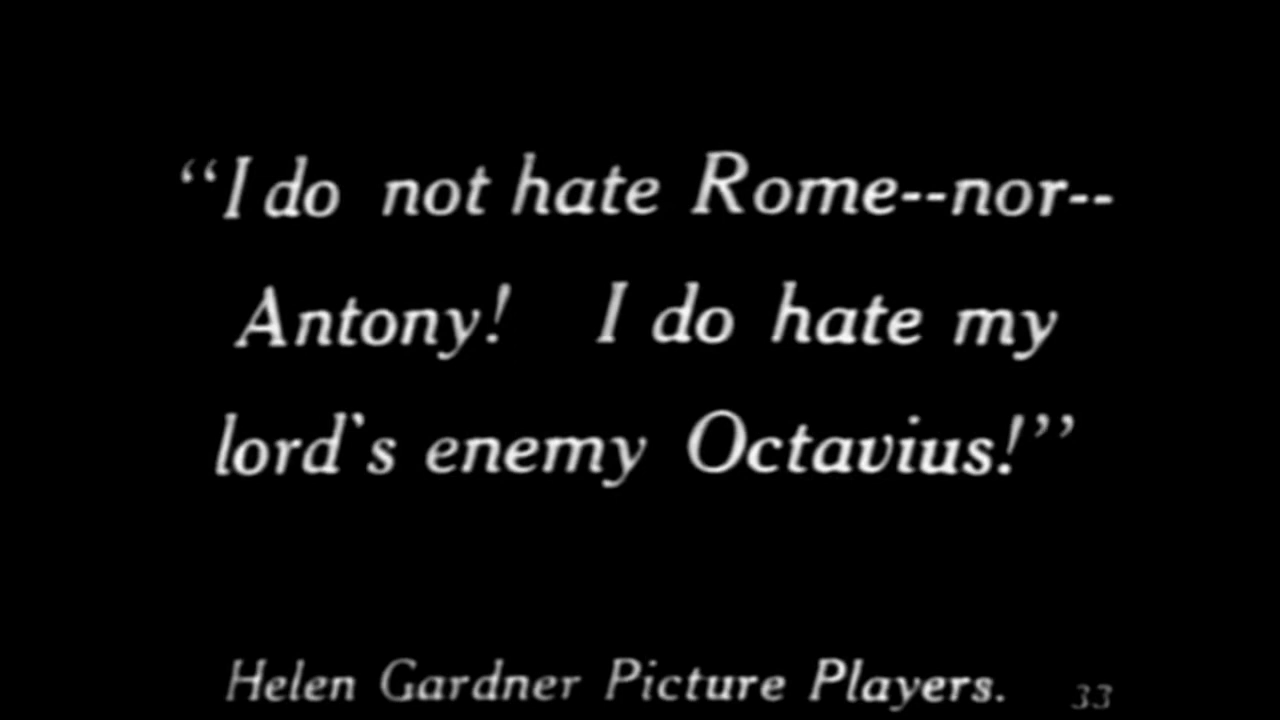 “I do not hate Rome--nor--
Antony! I do hate my
lord`s enemy Octavius!”
Helen Gardner Picture Players. 33